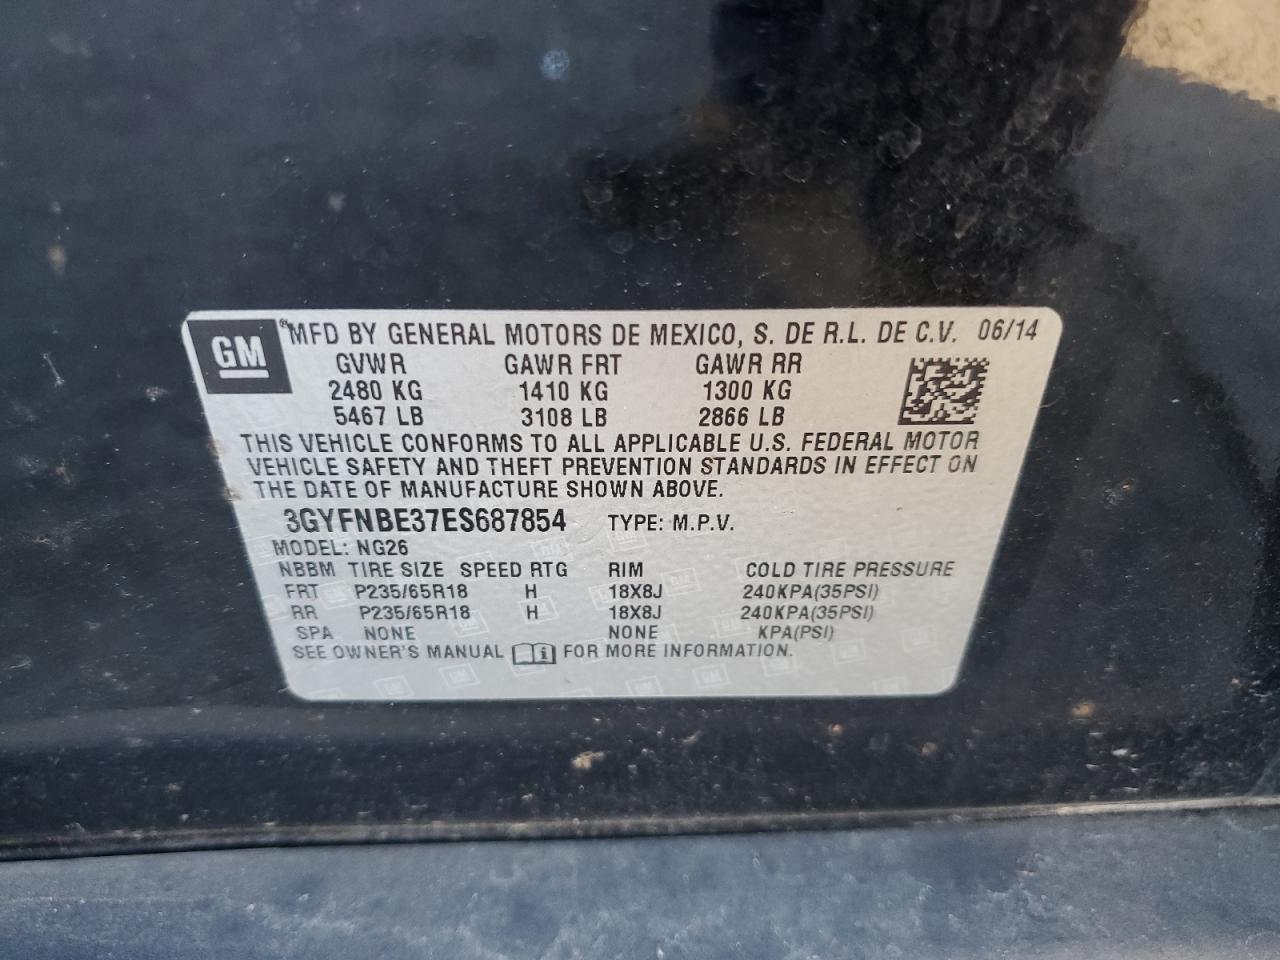 GM ® MFD BY GENERAL MOTORS DE MEXICO, S. DE R.L. DE C.V. 06/14
GVWR GAWR FRT GAWR RR
2480 KG 1410 KG 1300 KG
5467 LB 3108 LB 2866 LB
THIS VEHICLE CONFORMS TO ALL APPLICABLE U.S. FEDERAL MOTOR
VEHICLE SAFETY AND THEFT PREVENTION STANDARDS IN EFFECT ON
THE DATE OF MANUFACTURE SHOWN ABOVE.
3GYFNBE37ES687854 TYPE: M.P.V.
MODEL: NG26
NBBM TIRE SIZE SPEED RTG RIM COLD TIRE PRESSURE
FRT P235/65R18 H 18X8J 240KPA(35PSI)
RR P235/65R18 H 18X8J 240KPA(35PSI)
SPA NONE NONE KPA(PSI)
SEE OWNER'S MANUAL FOR MORE INFORMATION.